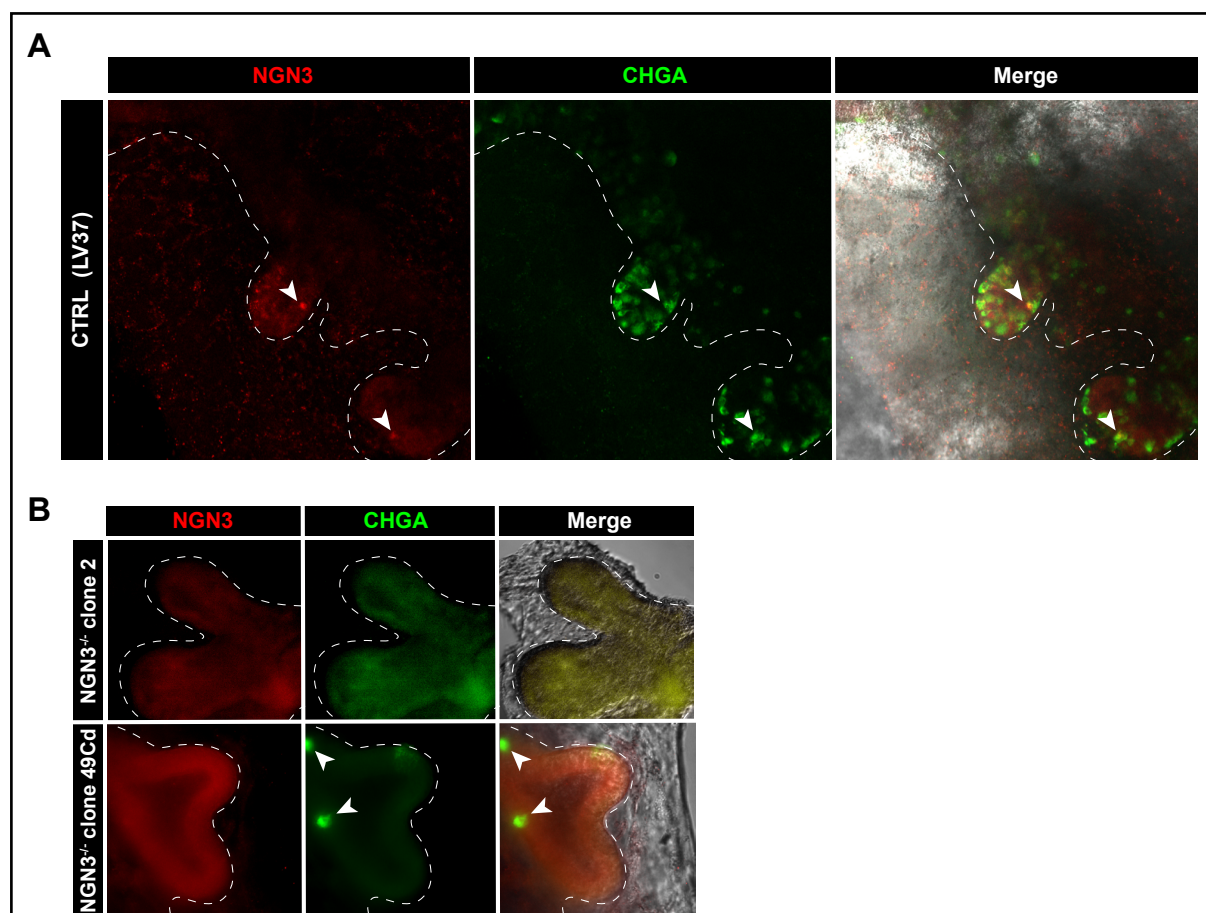 A
NGN3 CHGA Merge
CTRL (LV37)
B
NGN3 CHGA Merge
NGN3-/- clone 2
NGN3-/- clone 49Cd